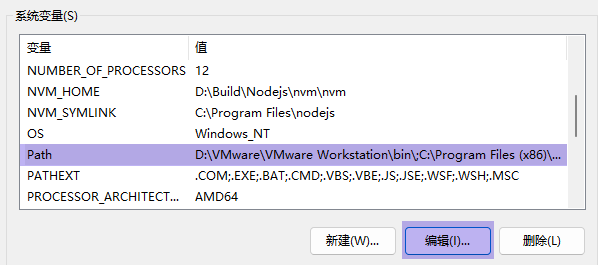 系统变量(S)
变量 值
NUMBER_OF_PROCESSORS 12
NVM_HOME D:\Build\Nodejs\nvm\nvm
NVM_SYMLINK C:\Program Files\nodejs
OS Windows_NT
Path D:\VMware\VMware Workstation\bin\;C:\Program Files (x86)\...
PATHEXT .COM;.EXE;.BAT;.CMD;.VBS;.VBE;.JS;.JSE;.WSF;.WSH;.MSC
PROCESSOR_ARCHITECT... AMD64
新建(W)... 编辑(I)... 删除(L)